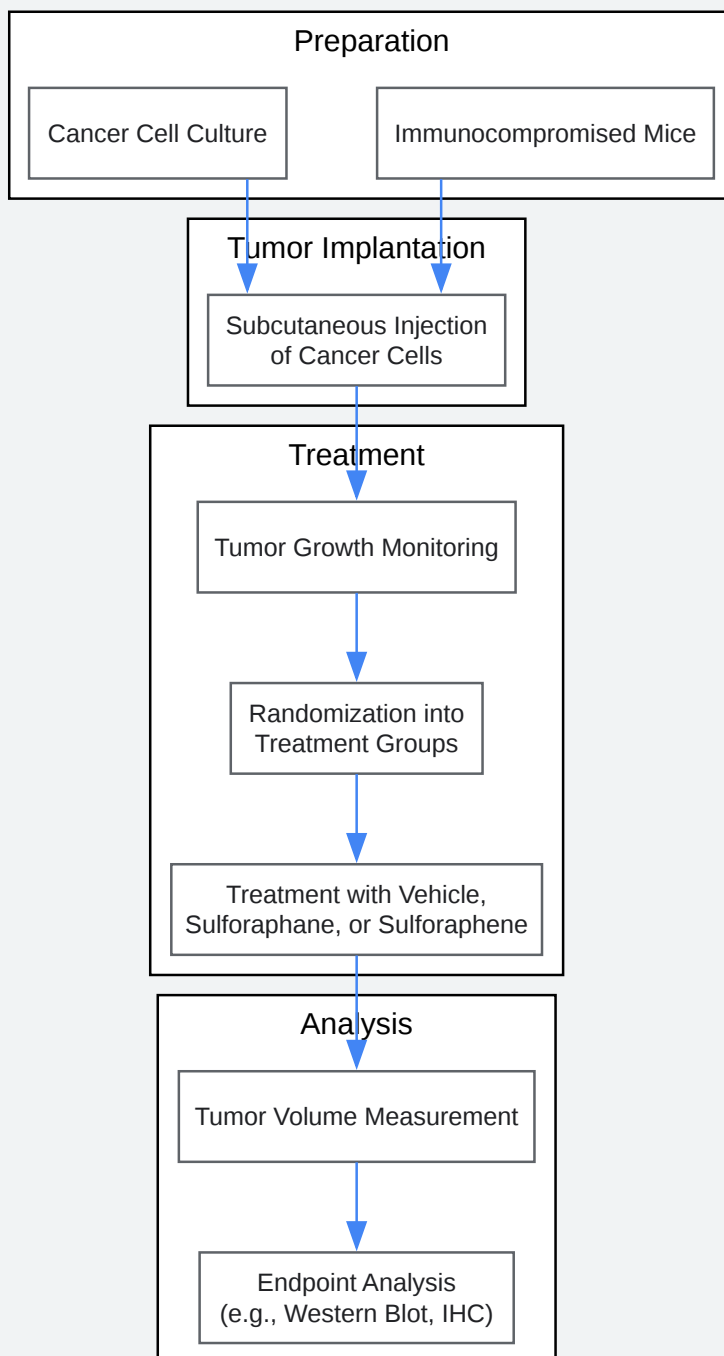 Preparation
Cancer Cell Culture
Immunocompromised Mice
Tumor Implantation
Subcutaneous Injection
of Cancer Cells
Treatment
Tumor Growth Monitoring
Randomization into
Treatment Groups
Treatment with Vehicle,
Sulforaphane, or Sulforaphene
Analysis
Tumor Volume Measurement
Endpoint Analysis
(e.g., Western Blot, IHC)